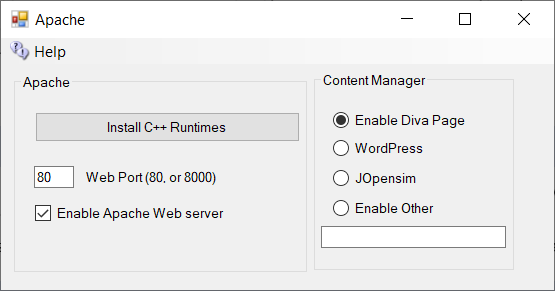 Apache
Help
Apache
Install C++ Runtimes
80 Web Port (80, or 8000)
Enable Apache Web server
Content Manager
Enable Diva Page
WordPress
JOpensim
Enable Other